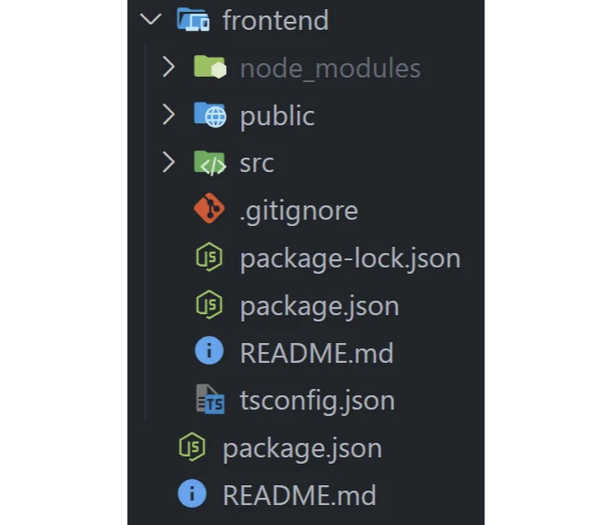 frontend
node_modules
public
src
.gitignore
package-lock.json
package.json
README.md
tsconfig.json
package.json
README.md